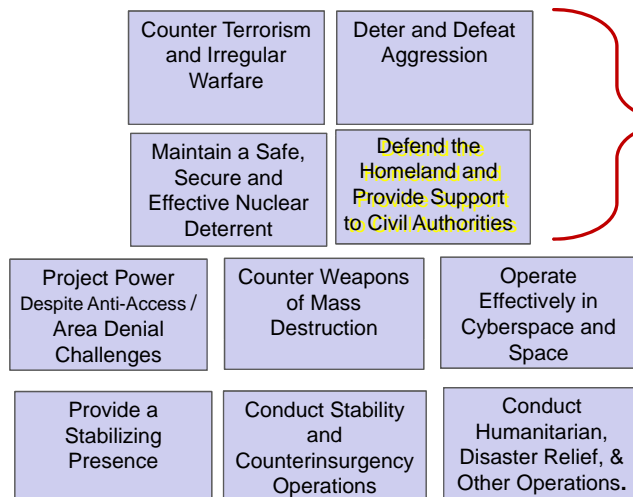 Counter Terrorism
and Irregular
Warfare
Deter and Defeat
Aggression
Maintain a Safe,
Secure and
Effective Nuclear
Deterrent
Defend the
Homeland and
Provide Support
to Civil Authorities
Project Power
Despite Anti-Access /
Area Denial
Challenges
Counter Weapons
of Mass
Destruction
Operate
Effectively in
Cyberspace and
Space
Provide a
Stabilizing
Presence
Conduct Stability
and
Counterinsurgency
Operations
Conduct
Humanitarian,
Disaster Relief, &
Other Operations.